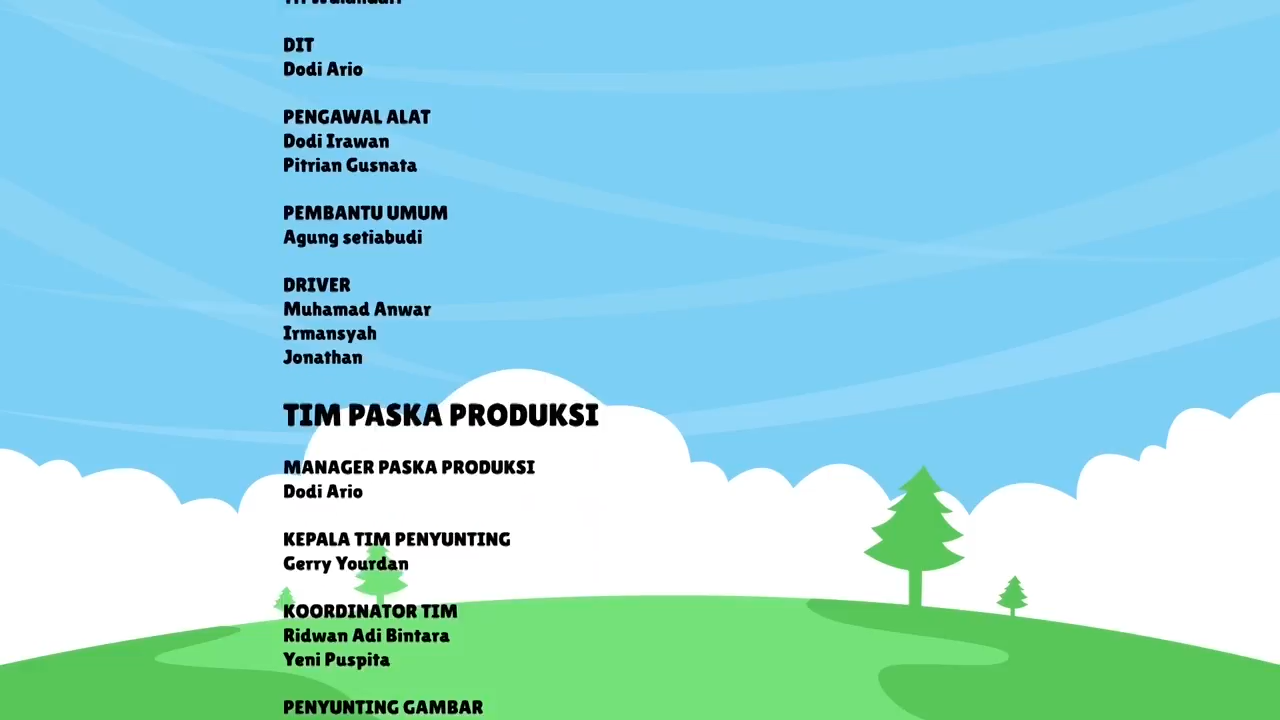 DIT
Dodi Ario
PENGAWAL ALAT
Dodi Irawan
Pitrian Gusnata
PEMBANTU UMUM
Agung setiabudi
DRIVER
Muhamad Anwar
Irmansyah
Jonathan
TIM PASKA PRODUKSI
MANAGER PASKA PRODUKSI
Dodi Ario
KEPALA TIM PENYUNTING
Gerry Yourdan
KOORDINATOR TIM
Ridwan Adi Bintara
Yeni Puspita
PENYUNTING GAMBAR